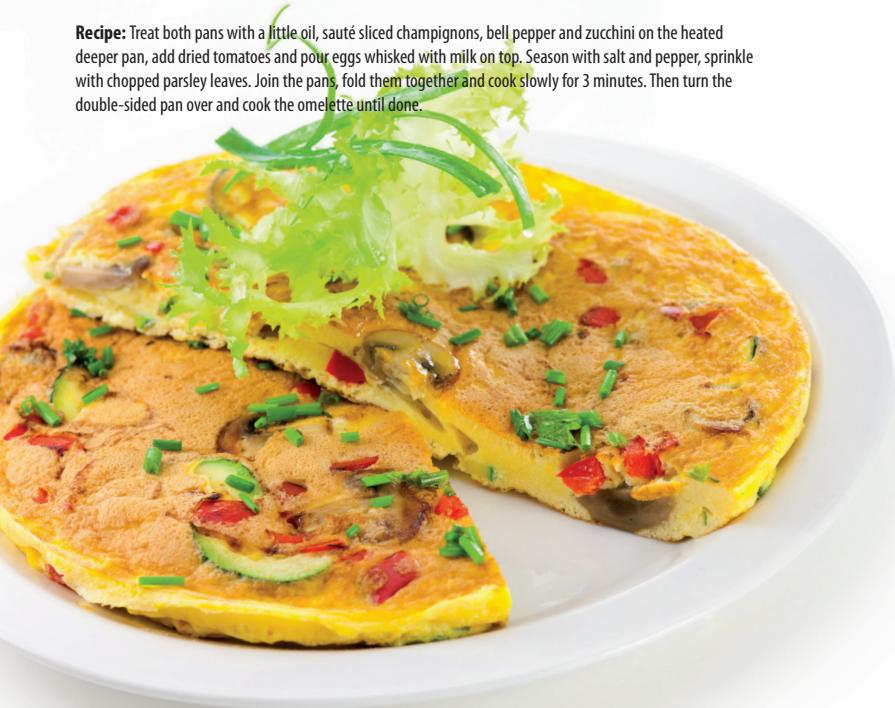 Recipe: Treat both pans with a little oil, sauté sliced champignons, bell pepper and zucchini on the heated
deeper pan, add dried tomatoes and pour eggs whisked with milk on top. Season with salt and pepper, sprinkle
with chopped parsley leaves. Join the pans, fold them together and cook slowly for 3 minutes. Then turn the
double-sided pan over and cook the omelette until done.